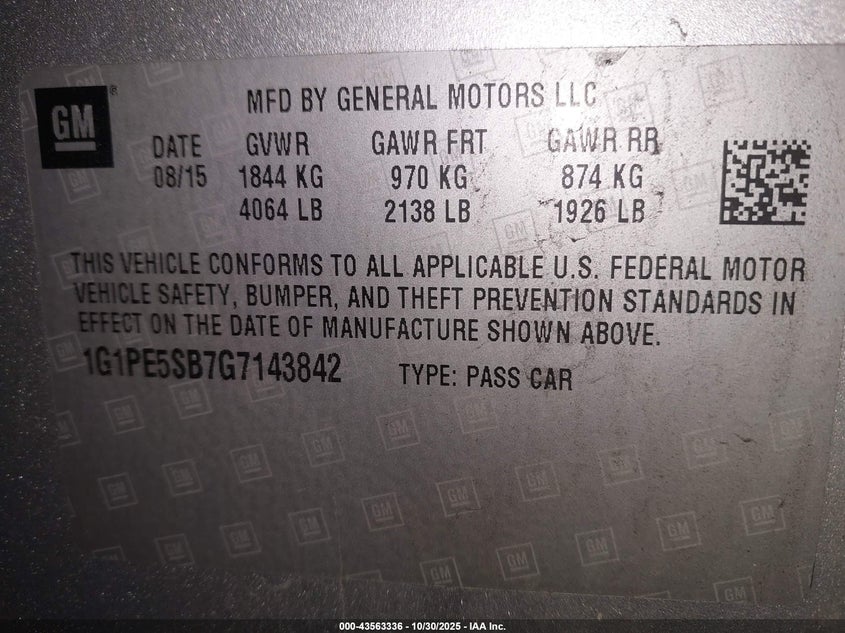 GM
MFD BY GENERAL MOTORS LLC
DATE GVWR GAWR FRT GAWR RR
08/15 1844 KG 970 KG 874 KG
4064 LB 2138 LB 1926 LB
THIS VEHICLE CONFORMS TO ALL APPLICABLE U.S. FEDERAL MOTOR
VEHICLE SAFETY, BUMPER, AND THEFT PREVENTION STANDARDS IN
EFFECT ON THE DATE OF MANUFACTURE SHOWN ABOVE.
1G1PE5SB7G7143842 TYPE: PASS CAR
000-43563336 - 10/30/2025 - IAA Inc.